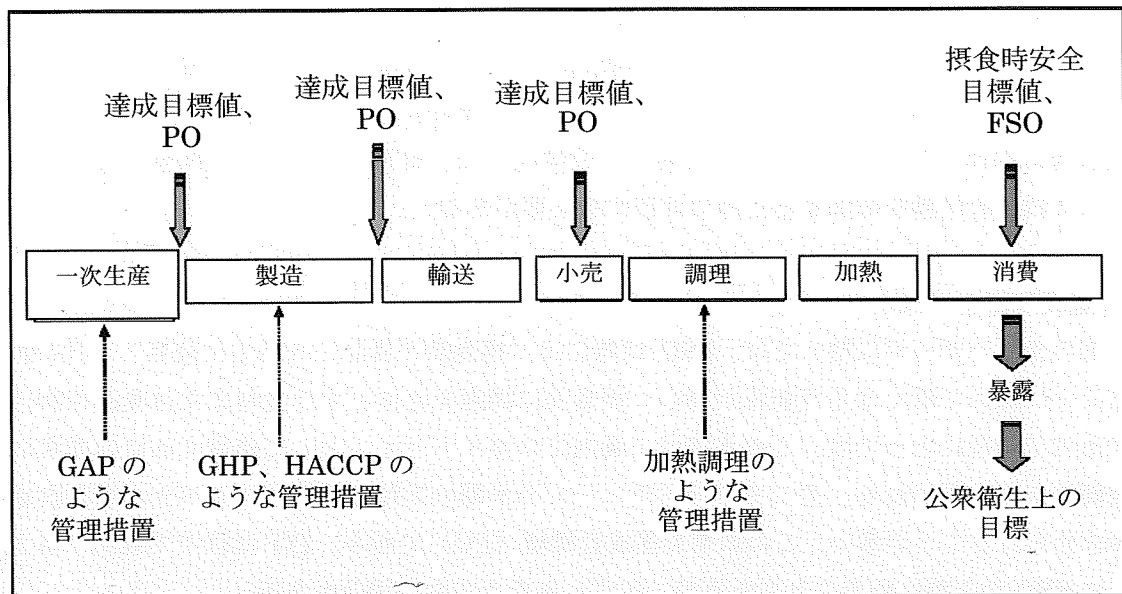 達成目標値、
PO
達成目標値、
PO
達成目標値、
PO
摂食時安全
目標値、
FSO
一次生産
製造
輸送
小売
調理
加熱
消費
暴露
GAP の
ような
管理措置
GHP、HACCP の
ような管理措置
加熱調理の
ような
管理措置
公衆衛生上の
目標